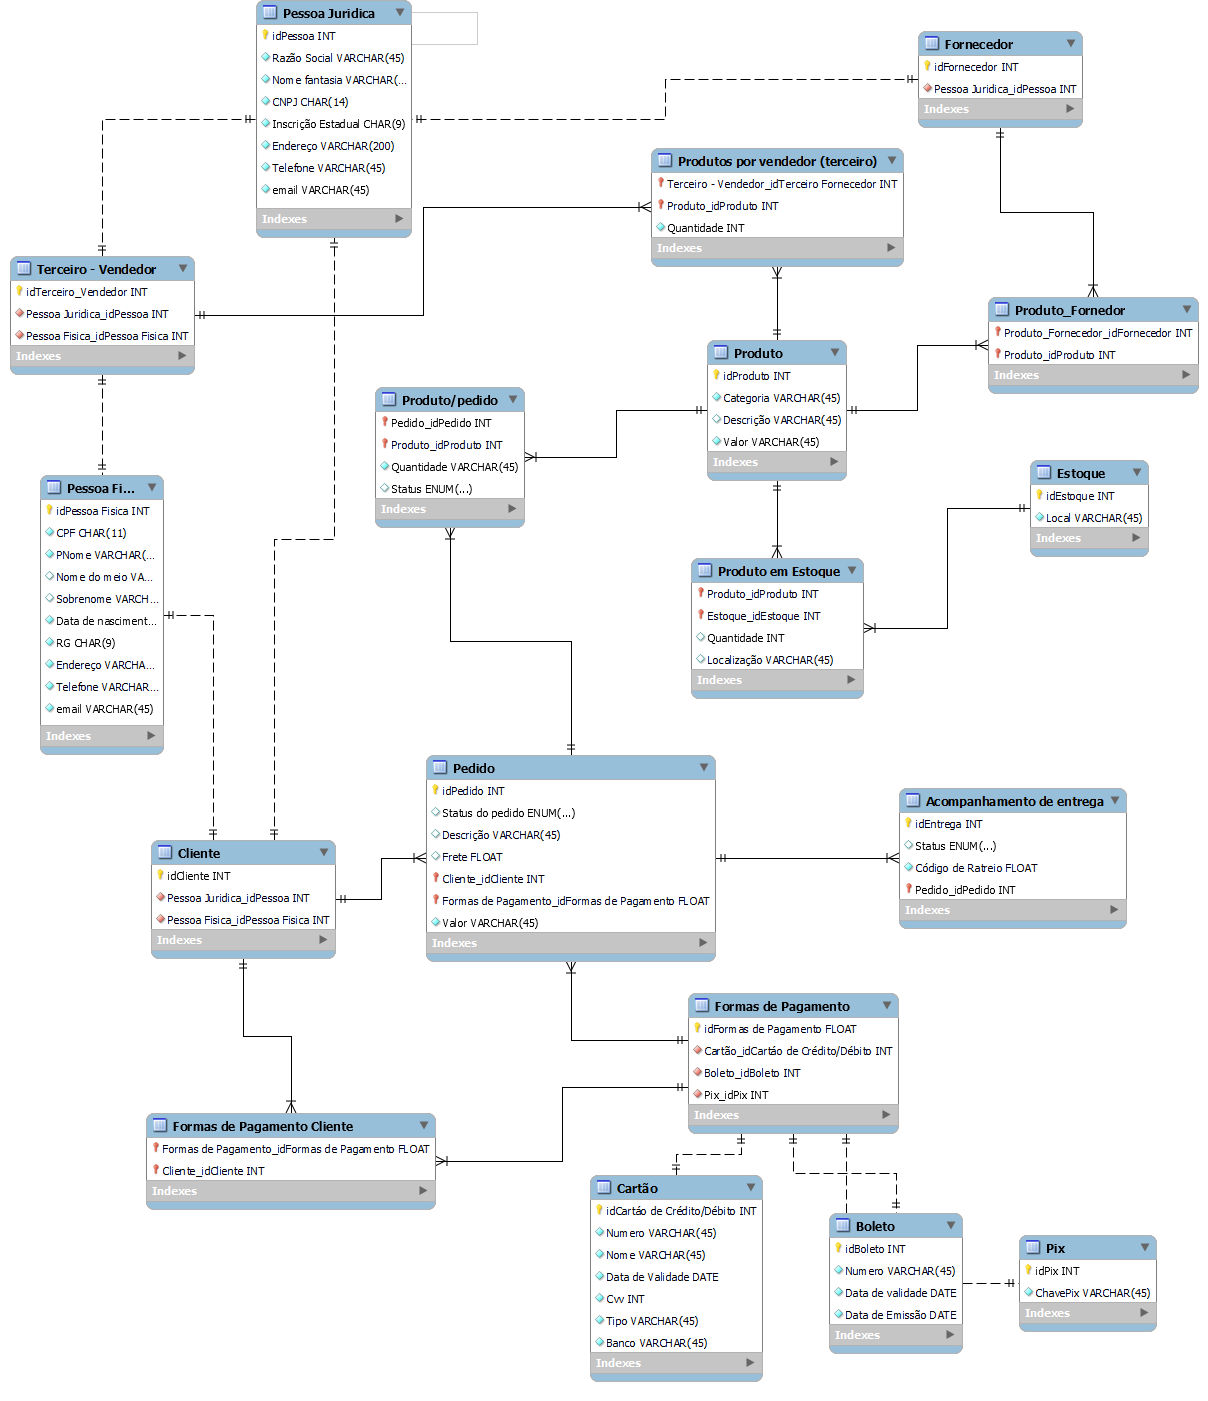 Pessoa Juridica
idPessoa INT
Razão Social VARCHAR(45)
Nome fantasia VARCHAR(...
CNPJ CHAR(14)
Inscrição Estadual CHAR(9)
Endereço VARCHAR(200)
Telefone VARCHAR(45)
email VARCHAR(45)
Indexes
Fornecedor
idFornecedor INT
Pessoa Juridica_idPessoa INT
Indexes
Produtos por vendedor (terceiro)
Terceiro - Vendedor_idTerceiro Fornecedor INT
Produto_idProduto INT
Quantidade INT
Indexes
Terceiro - Vendedor
idTerceiro_Vendedor INT
Pessoa Juridica_idPessoa INT
Pessoa Fisica_idPessoa Fisica INT
Indexes
Produto_Fornedor
Produto_Fornecedor_idFornecedor INT
Produto_idProduto INT
Indexes
Produto
idProduto INT
Categoria VARCHAR(45)
Descrição VARCHAR(45)
Valor VARCHAR(45)
Indexes
Produto/pedido
Pedido_idPedido INT
Produto_idProduto INT
Quantidade VARCHAR(45)
Status ENUM(...)
Indexes
Estoque
idEstoque INT
Local VARCHAR(45)
Indexes
Pessoa Fi...
idPessoa Fisica INT
CPF CHAR(11)
PNome VARCHAR(...
Nome do meio VA...
Sobrenome VARCH...
Data de nasciment...
RG CHAR(9)
Endereço VARCHA...
Telefone VARCHAR...
email VARCHAR(45)
Indexes
Produto em Estoque
Produto_idProduto INT
Estoque_idEstoque INT
Quantidade INT
Localização VARCHAR(45)
Indexes
Pedido
idPedido INT
Status do pedido ENUM(...)
Descrição VARCHAR(45)
Frete FLOAT
Cliente_idCliente INT
Formas de Pagamento_idFormas de Pagamento FLOAT
Valor VARCHAR(45)
Indexes
Acompanhamento de entrega
idEntrega INT
Status ENUM(...)
Código de Ratreio FLOAT
Pedido_idPedido INT
Indexes
Cliente
idCliente INT
Pessoa Juridica_idPessoa INT
Pessoa Fisica_idPessoa Fisica INT
Indexes
Formas de Pagamento
idFormas de Pagamento FLOAT
Cartão_idCartáo de Crédito/Débito INT
Boleto_idBoleto INT
Pix_idPix INT
Indexes
Formas de Pagamento Cliente
Formas de Pagamento_idFormas de Pagamento FLOAT
Cliente_idCliente INT
Indexes
Cartão
idCartáo de Crédito/Débito INT
Numero VARCHAR(45)
Nome VARCHAR(45)
Data de Validade DATE
Cvv INT
Tipo VARCHAR(45)
Banco VARCHAR(45)
Indexes
Boleto
idBoleto INT
Numero VARCHAR(45)
Data de validade DATE
Data de Emissão DATE
Indexes
Pix
idPix INT
ChavePix VARCHAR(45)
Indexes